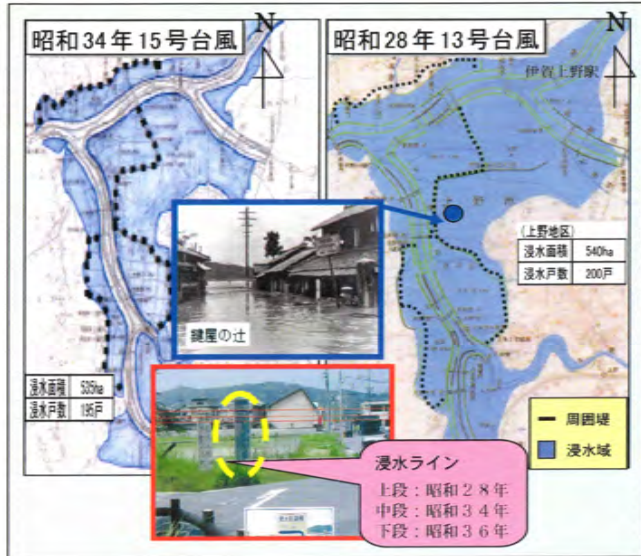 昭和34年15号台風
N
昭和28年13号台風
N
伊賀上野駅
(上野地区)
浸水面積 540ha
浸水戸数 200戸
鍵屋の辻
浸水面積 535ha
浸水戸数 195戸
浸水ライン
上段：昭和28年
中段：昭和34年
下段：昭和36年
周囲堤
浸水域